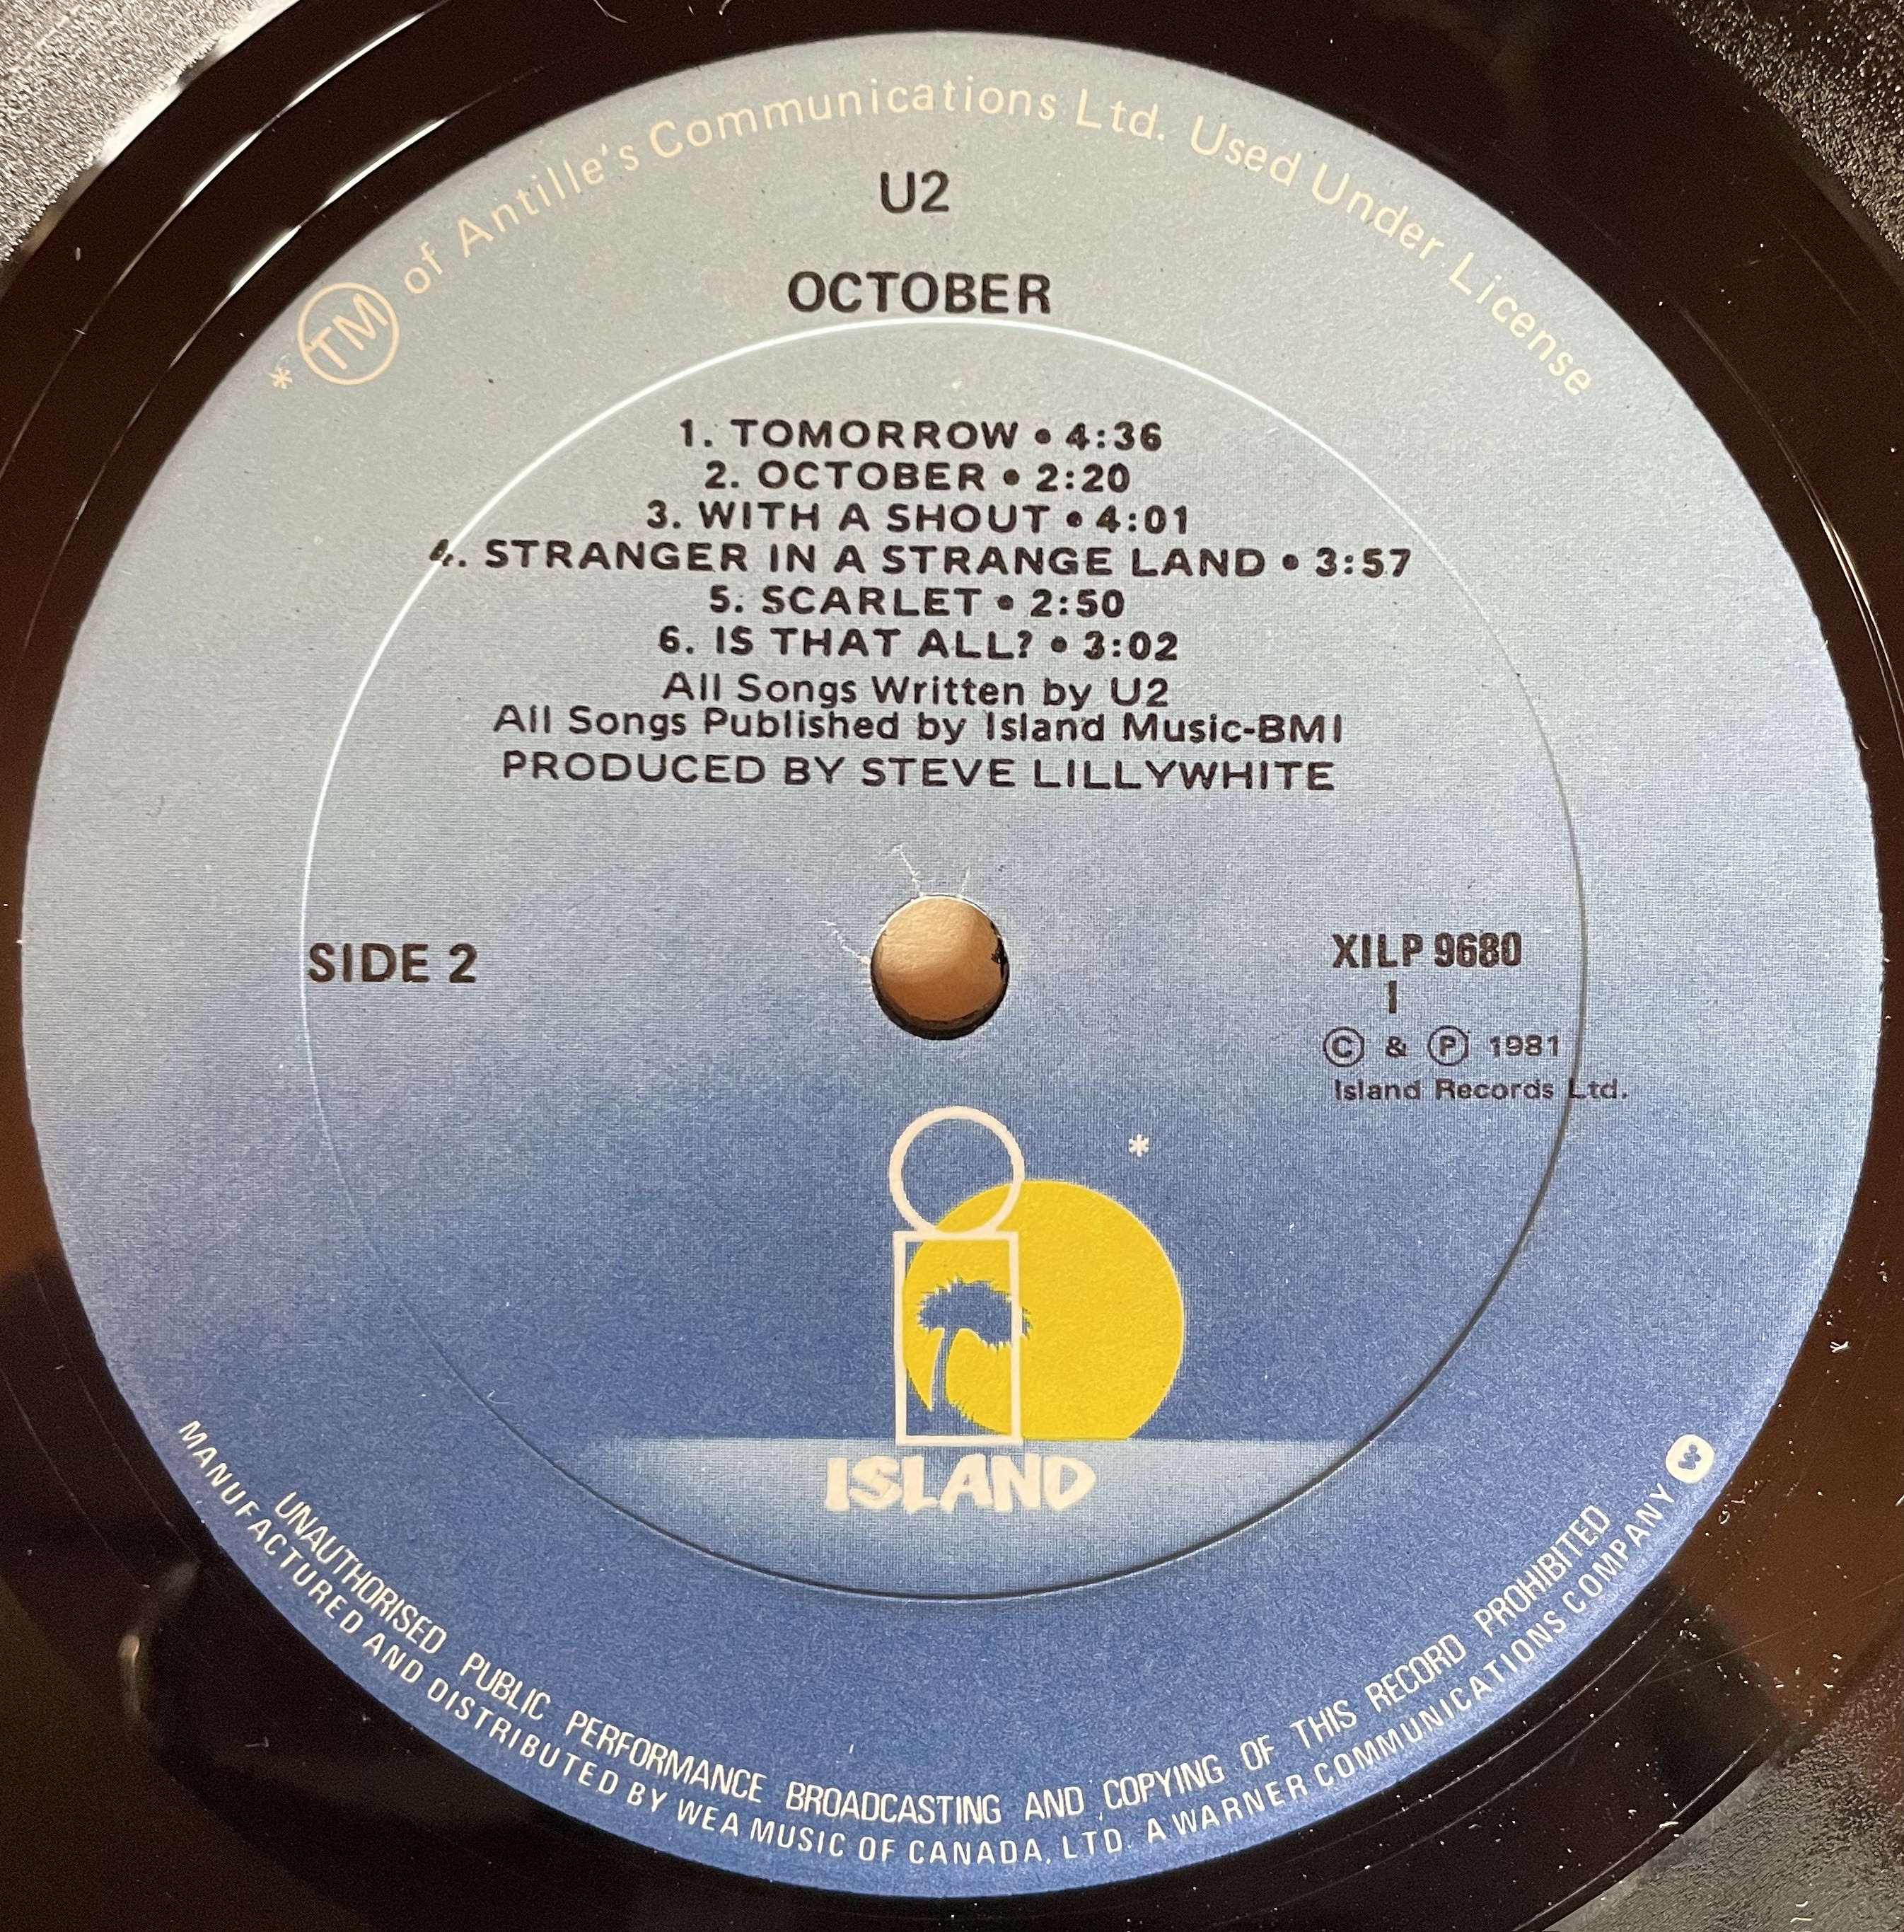 * TM of Antille's Communications Ltd. Used Under License
U2
OCTOBER
1. TOMORROW • 4:36
2. OCTOBER • 2:20
3. WITH A SHOUT • 4:01
4. STRANGER IN A STRANGE LAND • 3:57
5. SCARLET • 2:50
6. IS THAT ALL? • 3:02
All Songs Written by U2
All Songs Published by Island Music-BMI
PRODUCED BY STEVE LILLYWHITE
SIDE 2
XILP 9680
1
© & ℗ 1981
Island Records Ltd.
*
ISLAND
UNAUTHORISED PUBLIC PERFORMANCE BROADCASTING AND COPYING OF THIS RECORD PROHIBITED
MANUFACTURED AND DISTRIBUTED BY WEA MUSIC OF CANADA, LTD. A WARNER COMMUNICATIONS COMPANY